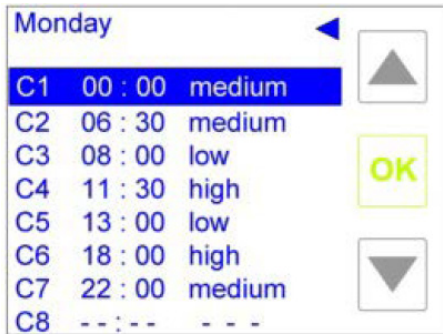 Monday
C1 00 : 00 medium
C2 06 : 30 medium
C3 08 : 00 low
OK
C4 11 : 30 high
C5 13 : 00 low
C6 18 : 00 high
C7 22 : 00 medium
C8 - - : - - - - -